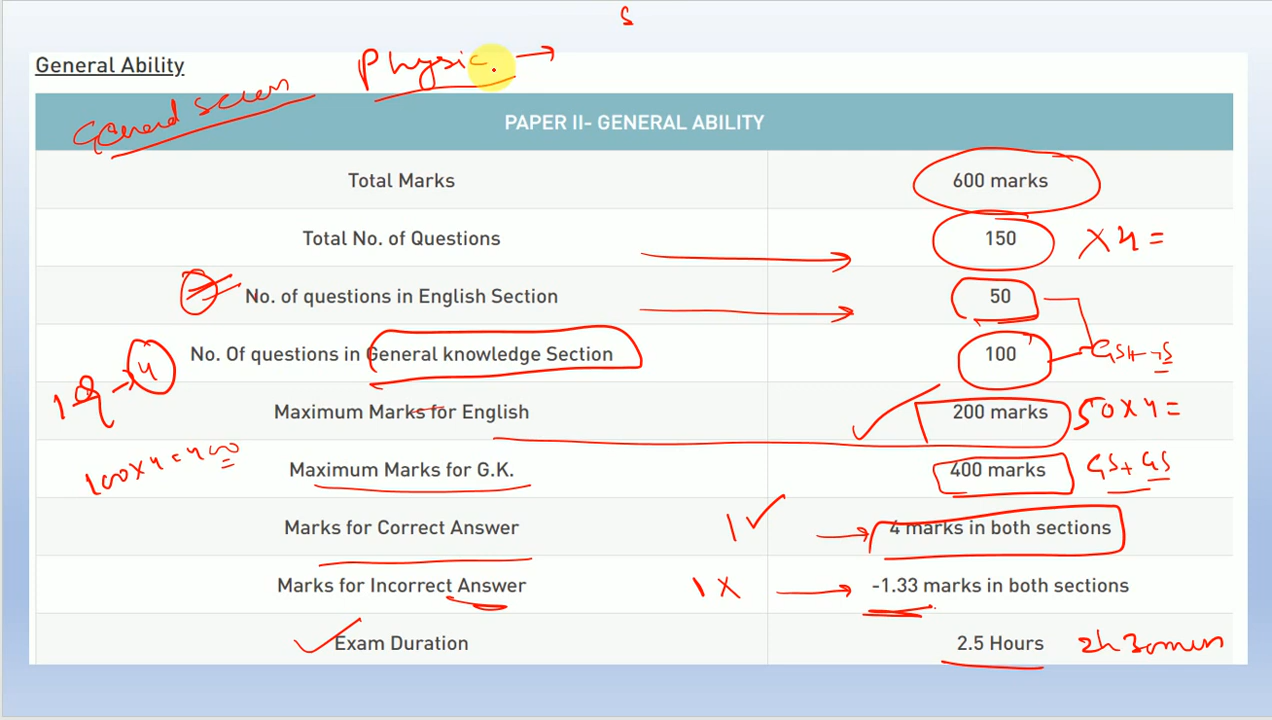 S
General Ability
Physic
General Scien
PAPER II- GENERAL ABILITY
Total Marks 600 marks
Total No. of Questions 150 X 4 =
No. of questions in English Section 50
No. Of questions in General knowledge Section 100
1Q → 4
Maximum Marks for English 200 marks 50 X 4 =
100 X 4 = 400
Maximum Marks for G.K. 400 marks GS + GS
Marks for Correct Answer 1 ✓ 4 marks in both sections
Marks for Incorrect Answer 1 X -1.33 marks in both sections
Exam Duration 2.5 Hours 2h 30min